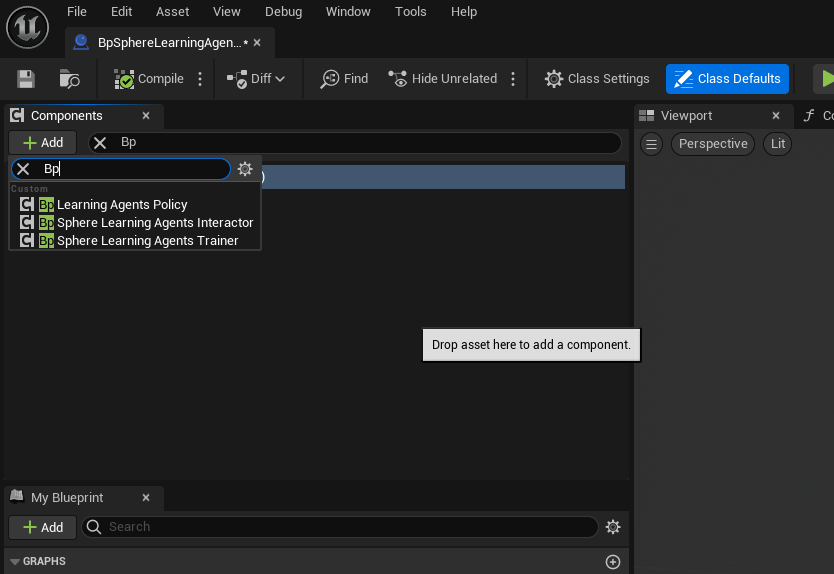 File Edit Asset View Debug Window Tools Help
BpSphereLearningAgen...•
Compile Diff Find Hide Unrelated Class Settings Class Defaults
Components Viewport
Add Bp Perspective Lit
Bp )
Custom
Bp Learning Agents Policy
Bp Sphere Learning Agents Interactor
Bp Sphere Learning Agents Trainer
Drop asset here to add a component.
My Blueprint
Add Search
GRAPHS